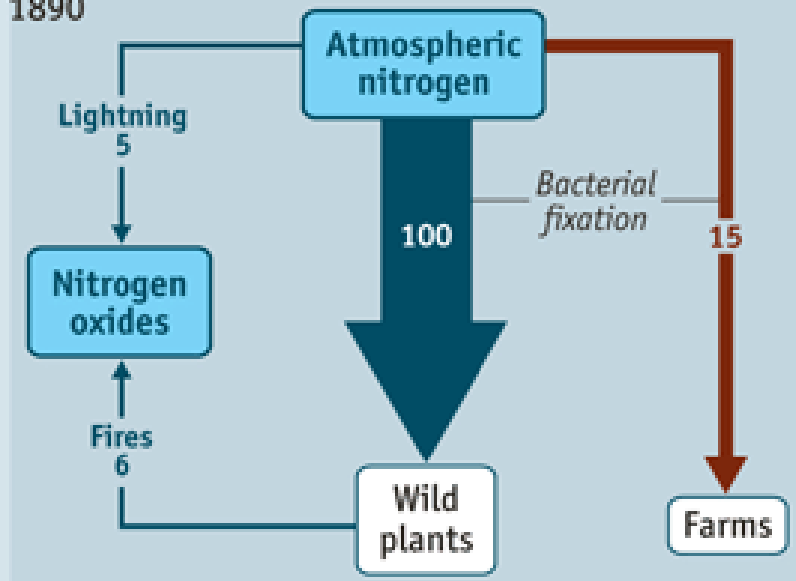 1890
Atmospheric
nitrogen
Lightning
5
Bacterial
fixation
100
15
Nitrogen
oxides
Fires
6
Wild
plants
Farms